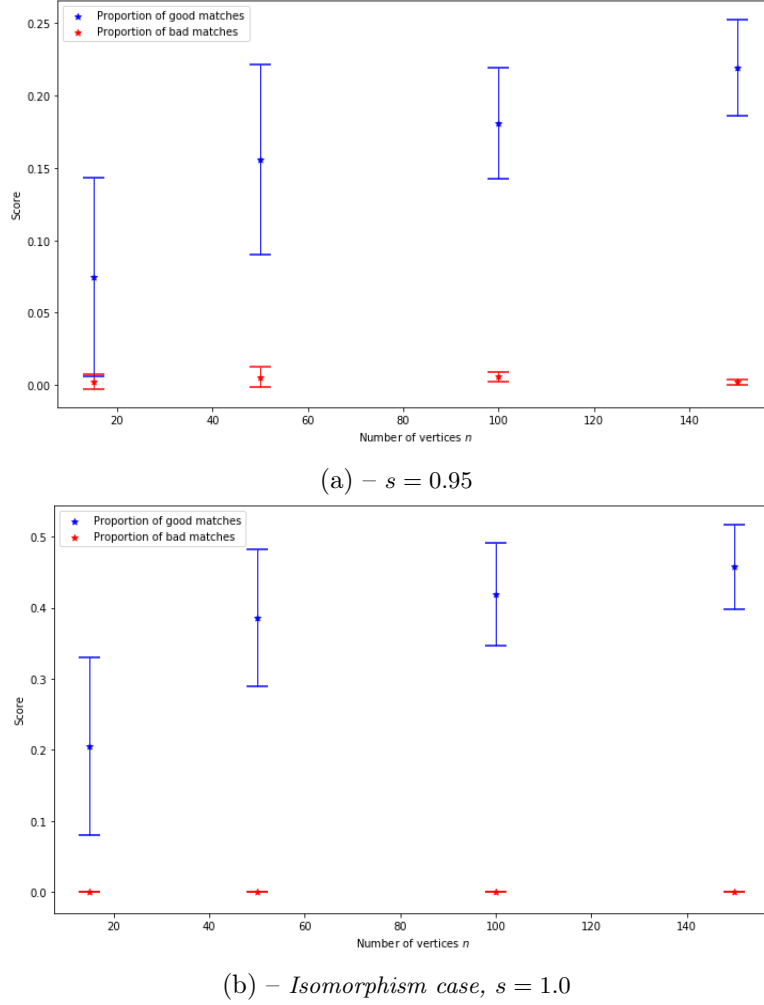 Proportion of good matches
Proportion of bad matches
0.25
0.20
0.15
0.10
0.05
0.00
Score
20 40 60 80 100 120 140
Number of vertices n
(a) – s = 0.95
Proportion of good matches
Proportion of bad matches
0.5
0.4
0.3
0.2
0.1
0.0
Score
20 40 60 80 100 120 140
Number of vertices n
(b) – Isomorphism case, s = 1.0